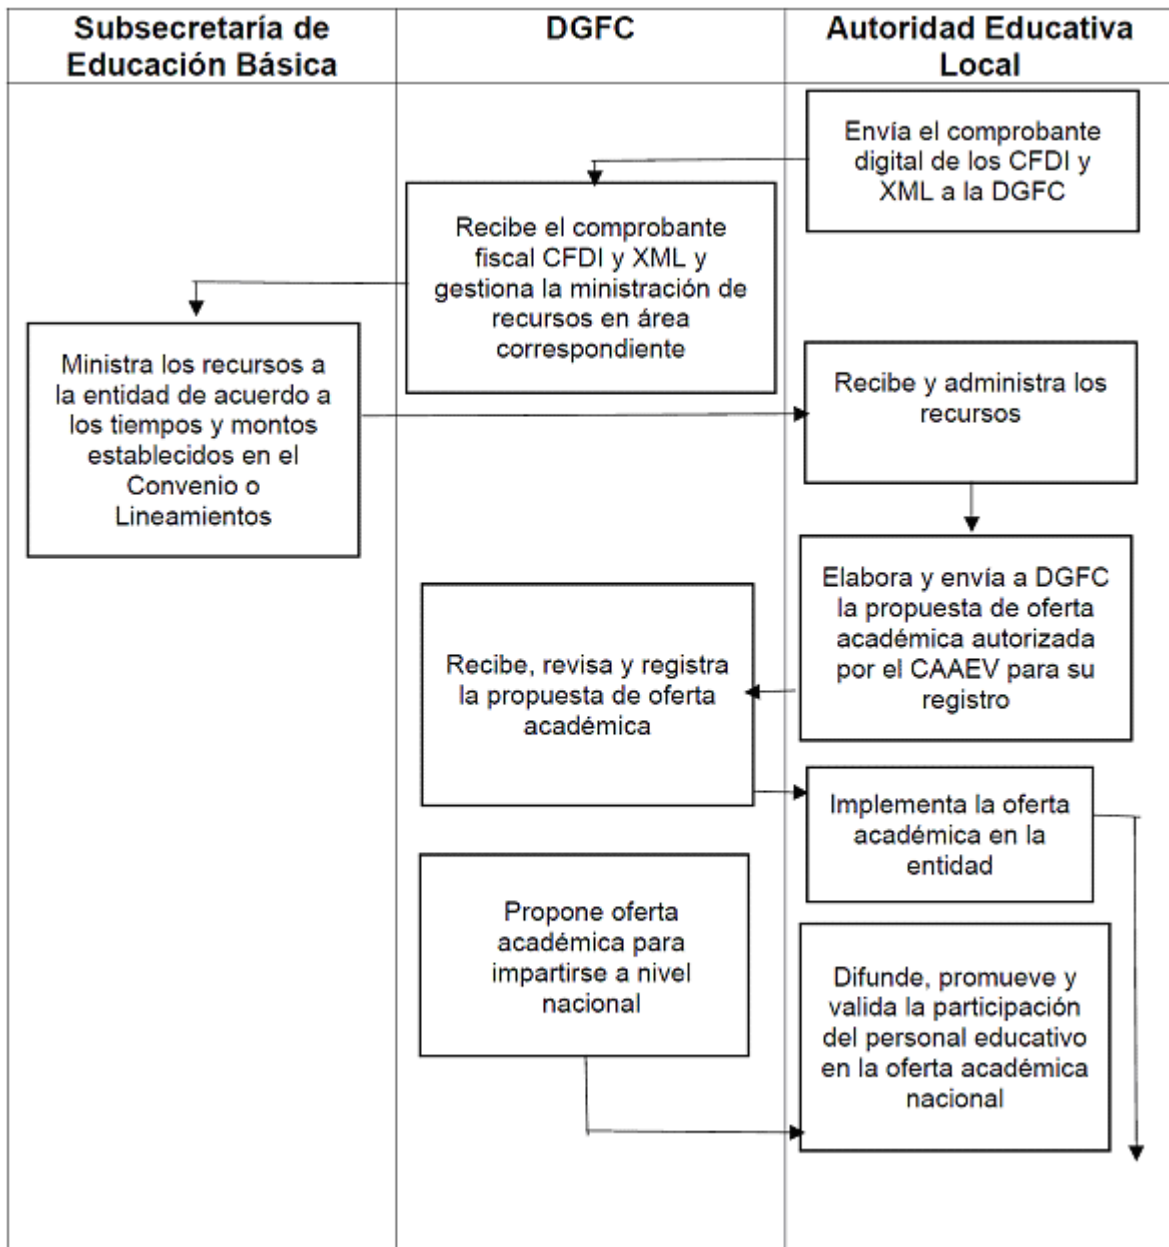 Subsecretaría de
Educación Básica
DGFC
Autoridad Educativa
Local
Envía el comprobante
digital de los CFDI y
XML a la DGFC
Recibe el comprobante
fiscal CFDI y XML y
gestiona la ministración de
recursos en área
correspondiente
Ministra los recursos a
la entidad de acuerdo a
los tiempos y montos
establecidos en el
Convenio o
Lineamientos
Recibe y administra los
recursos
Elabora y envía a DGFC
la propuesta de oferta
académica autorizada
por el CAAEV para su
registro
Recibe, revisa y registra
la propuesta de oferta
académica
Implementa la oferta
académica en la
entidad
Propone oferta
académica para
impartirse a nivel
nacional
Difunde, promueve y
valida la participación
del personal educativo
en la oferta académica
nacional